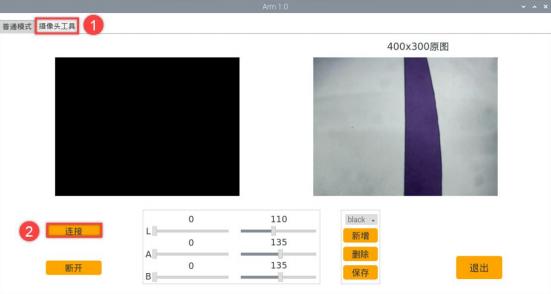 Arm 1.0
普通模式 摄像头工具 1
400x300原图
0 110
L
0 135
A
0 135
B
black
新增
删除
保存
2 连接
断开
退出